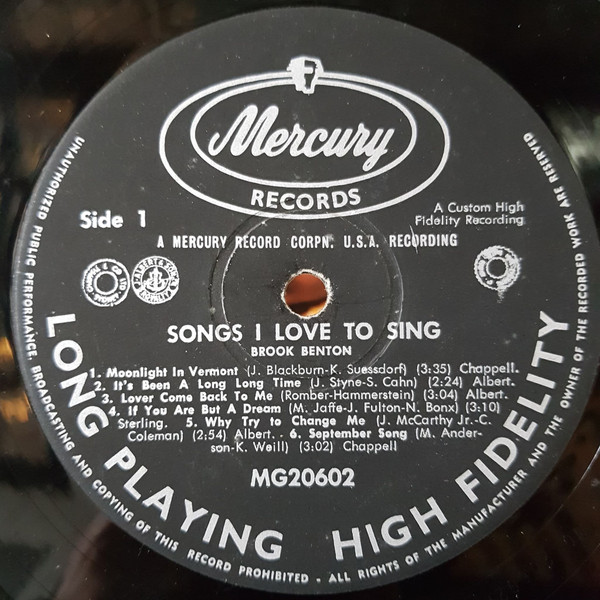 Mercury
RECORDS
Side 1
A Custom High
Fidelity Recording
A MERCURY RECORD CORPN. U.S.A. RECORDING
SONGS I LOVE TO SING
BROOK BENTON
1. Moonlight In Vermont (J. Blackburn-K. Suessdorf) (3:35) Chappell.
2. It's Been A Long Long Time (J. Styne-S. Cahn) (2:24) Albert.
3. Lover Come Back To Me (Romber-Hammerstein) (3:04) Albert.
4. If You Are But A Dream (M. Jaffe-J. Fulton-N. Bonx) (3:10)
Sterling. 5. Why Try to Change Me (J. McCarthy Jr.-C.
Coleman) (2:54) Albert. - 6. September Song (M. Ander-
son-K. Weill) (3:02) Chappell
MG20602
LONG PLAYING HIGH FIDELITY
UNAUTHORIZED PUBLIC PERFORMANCE, BROADCASTING AND COPYING OF THIS RECORD PROHIBITED - ALL RIGHTS OF THE MANUFACTURER AND THE OWNER OF THE RECORDED WORK ARE RESERVED